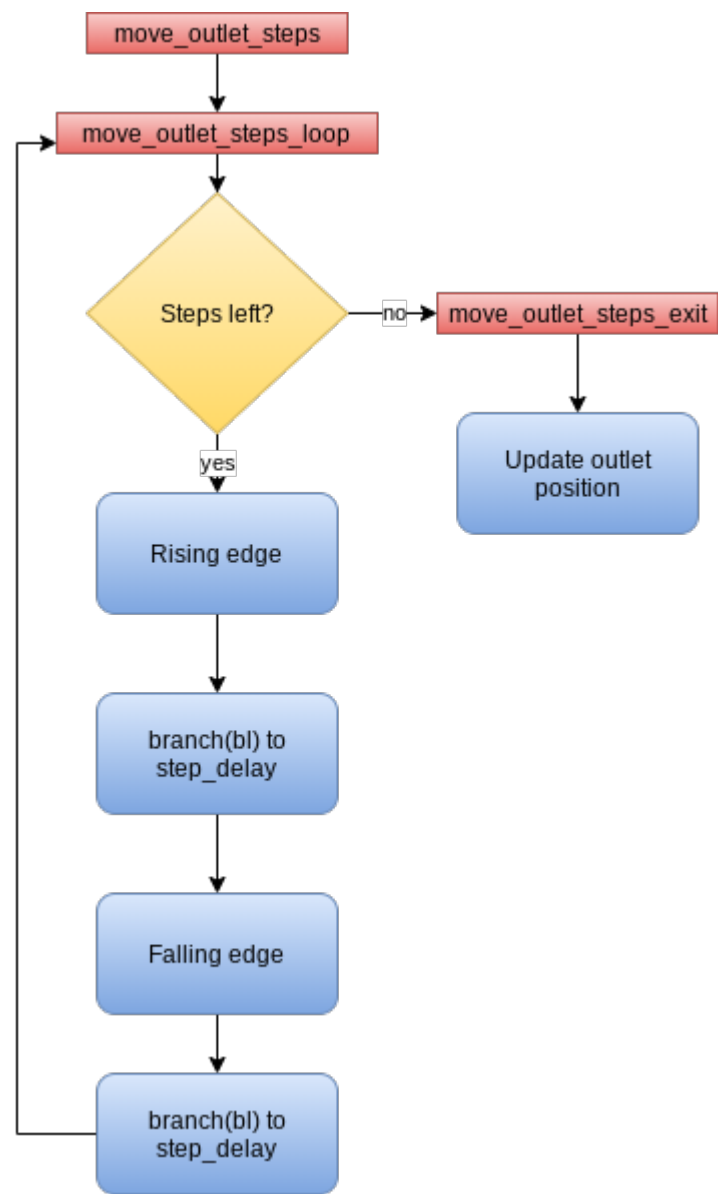 move_outlet_steps
move_outlet_steps_loop
Steps left?
no
move_outlet_steps_exit
Update outlet
position
yes
Rising edge
branch(bl) to
step_delay
Falling edge
branch(bl) to
step_delay